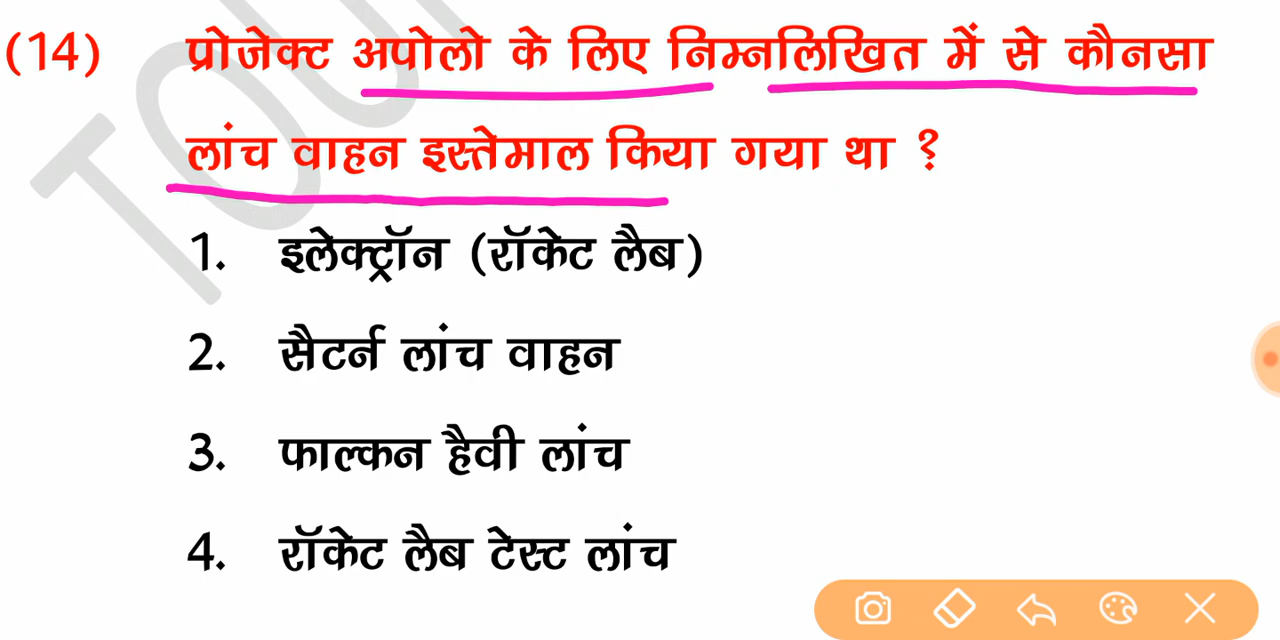 (14) प्रोजेक्ट अपोलो के लिए निम्नलिखित में से कौनसा
लांच वाहन इस्तेमाल किया गया था ?
1. इलेक्ट्रॉन (रॉकेट लैब)
2. सैटर्न लांच वाहन
3. फाल्कन हैवी लांच
4. रॉकेट लैब टेस्ट लांच